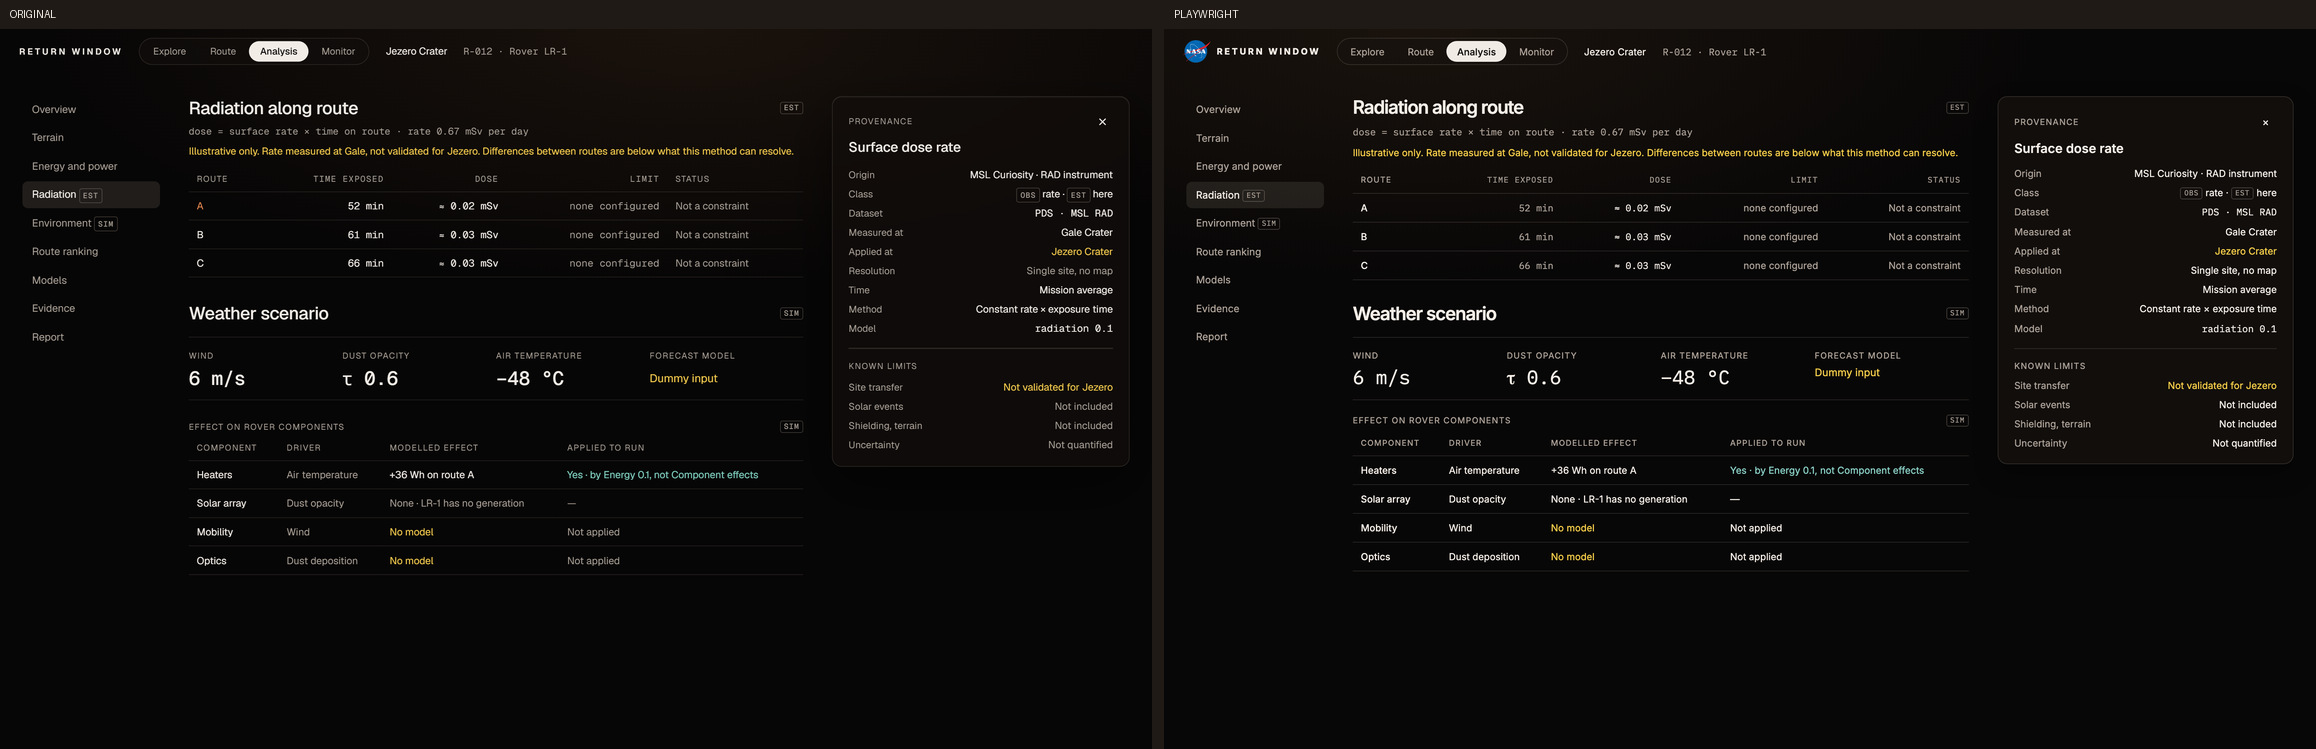 ORIGINAL
RETURN WINDOW
Explore Route Analysis Monitor
Jezero Crater R-012 · Rover LR-1
Overview
Terrain
Energy and power
Radiation EST
Environment SIM
Route ranking
Models
Evidence
Report
Radiation along route EST
dose = surface rate × time on route · rate 0.67 mSv per day
Illustrative only. Rate measured at Gale, not validated for Jezero. Differences between routes are below what this method can resolve.
ROUTE TIME EXPOSED DOSE LIMIT STATUS
A 52 min ≈ 0.02 mSv none configured Not a constraint
B 61 min ≈ 0.03 mSv none configured Not a constraint
C 66 min ≈ 0.03 mSv none configured Not a constraint
Weather scenario SIM
WIND DUST OPACITY AIR TEMPERATURE FORECAST MODEL
6 m/s τ 0.6 −48 °C Dummy input
EFFECT ON ROVER COMPONENTS SIM
COMPONENT DRIVER MODELLED EFFECT APPLIED TO RUN
Heaters Air temperature +36 Wh on route A Yes · by Energy 0.1, not Component effects
Solar array Dust opacity None · LR-1 has no generation —
Mobility Wind No model Not applied
Optics Dust deposition No model Not applied
PROVENANCE ×
Surface dose rate
Origin MSL Curiosity · RAD instrument
Class OBS rate · EST here
Dataset PDS · MSL RAD
Measured at Gale Crater
Applied at Jezero Crater
Resolution Single site, no map
Time Mission average
Method Constant rate × exposure time
Model radiation 0.1
KNOWN LIMITS
Site transfer Not validated for Jezero
Solar events Not included
Shielding, terrain Not included
Uncertainty Not quantified
PLAYWRIGHT
NASA RETURN WINDOW
Explore Route Analysis Monitor
Jezero Crater R-012 · Rover LR-1
Overview
Terrain
Energy and power
Radiation EST
Environment SIM
Route ranking
Models
Evidence
Report
Radiation along route EST
dose = surface rate × time on route · rate 0.67 mSv per day
Illustrative only. Rate measured at Gale, not validated for Jezero. Differences between routes are below what this method can resolve.
ROUTE TIME EXPOSED DOSE LIMIT STATUS
A 52 min ≈ 0.02 mSv none configured Not a constraint
B 61 min ≈ 0.03 mSv none configured Not a constraint
C 66 min ≈ 0.03 mSv none configured Not a constraint
Weather scenario SIM
WIND DUST OPACITY AIR TEMPERATURE FORECAST MODEL
6 m/s τ 0.6 −48 °C Dummy input
EFFECT ON ROVER COMPONENTS SIM
COMPONENT DRIVER MODELLED EFFECT APPLIED TO RUN
Heaters Air temperature +36 Wh on route A Yes · by Energy 0.1, not Component effects
Solar array Dust opacity None · LR-1 has no generation —
Mobility Wind No model Not applied
Optics Dust deposition No model Not applied
PROVENANCE ×
Surface dose rate
Origin MSL Curiosity · RAD instrument
Class OBS rate · EST here
Dataset PDS · MSL RAD
Measured at Gale Crater
Applied at Jezero Crater
Resolution Single site, no map
Time Mission average
Method Constant rate × exposure time
Model radiation 0.1
KNOWN LIMITS
Site transfer Not validated for Jezero
Solar events Not included
Shielding, terrain Not included
Uncertainty Not quantified